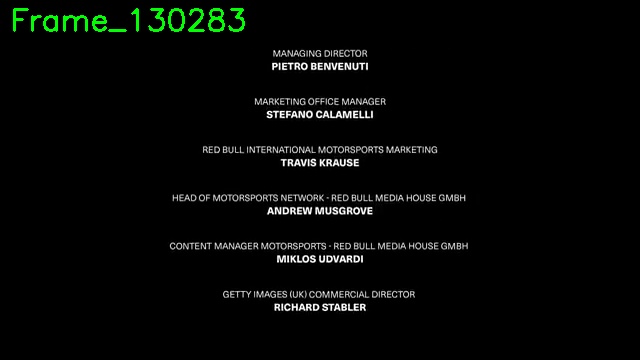 Frame_130283
MANAGING DIRECTOR
PIETRO BENVENUTI
MARKETING OFFICE MANAGER
STEFANO CALAMELLI
RED BULL INTERNATIONAL MOTORSPORTS MARKETING
TRAVIS KRAUSE
HEAD OF MOTORSPORTS NETWORK - RED BULL MEDIA HOUSE GMBH
ANDREW MUSGROVE
CONTENT MANAGER MOTORSPORTS - RED BULL MEDIA HOUSE GMBH
MIKLOS UDVARDI
GETTY IMAGES (UK) COMMERCIAL DIRECTOR
RICHARD STABLER